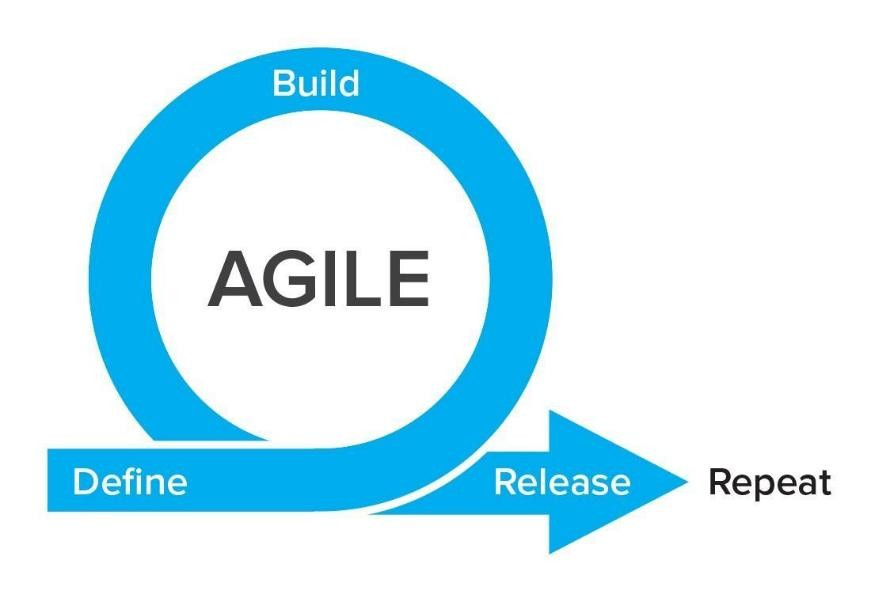 Build
AGILE
Define
Release
Repeat